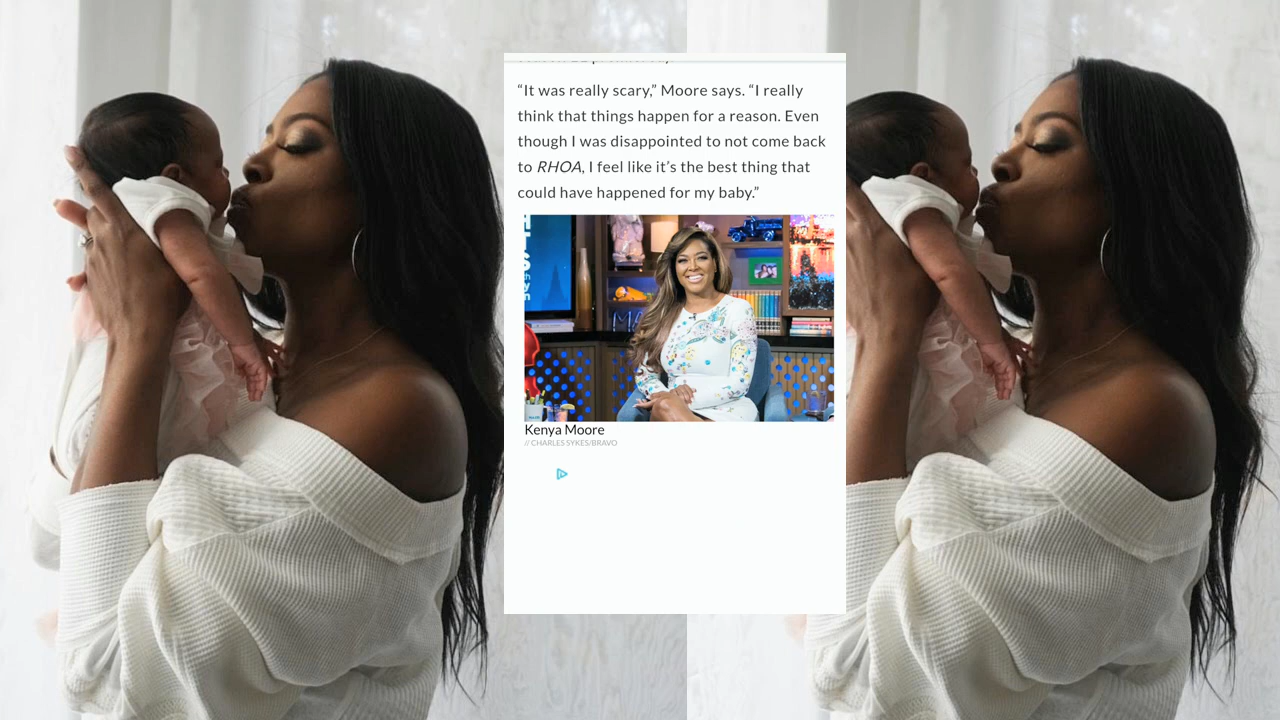 “It was really scary,” Moore says. “I really
think that things happen for a reason. Even
though I was disappointed to not come back
to RHOA, I feel like it’s the best thing that
could have happened for my baby.”
Kenya Moore
// CHARLES SYKES/BRAVO